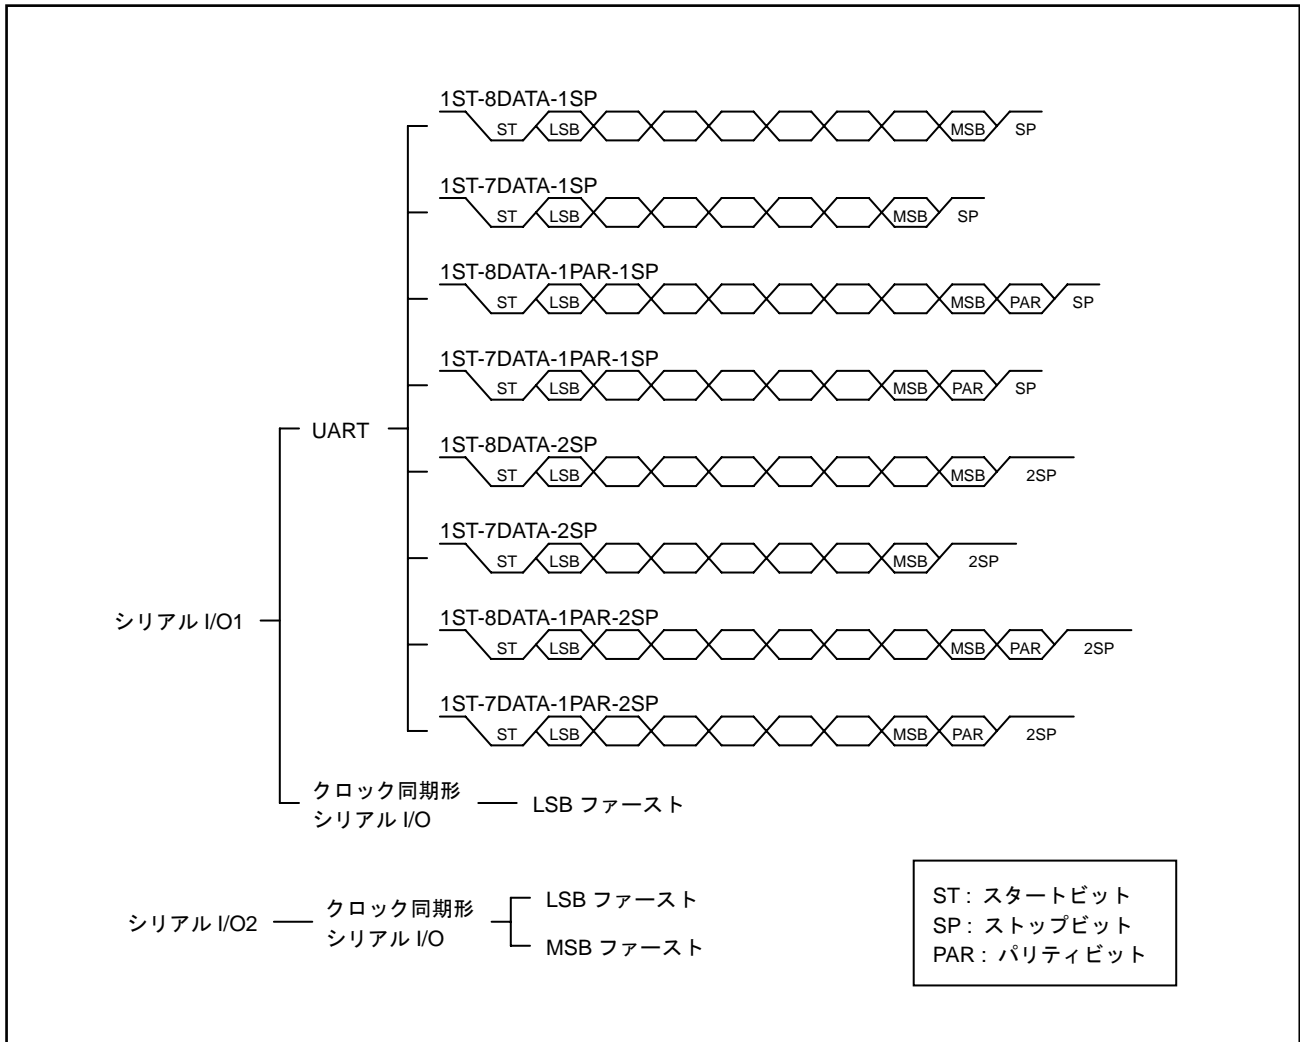 1ST-8DATA-1SP
ST LSB MSB SP
1ST-7DATA-1SP
ST LSB MSB SP
1ST-8DATA-1PAR-1SP
ST LSB MSB PAR SP
1ST-7DATA-1PAR-1SP
ST LSB MSB PAR SP
UART
1ST-8DATA-2SP
ST LSB MSB 2SP
1ST-7DATA-2SP
ST LSB MSB 2SP
シリアル I/O1
1ST-8DATA-1PAR-2SP
ST LSB MSB PAR 2SP
1ST-7DATA-1PAR-2SP
ST LSB MSB PAR 2SP
クロック同期形
シリアル I/O
LSB ファースト
シリアル I/O2
クロック同期形
シリアル I/O
LSB ファースト
MSB ファースト
ST : スタートビット
SP : ストップビット
PAR : パリティビット